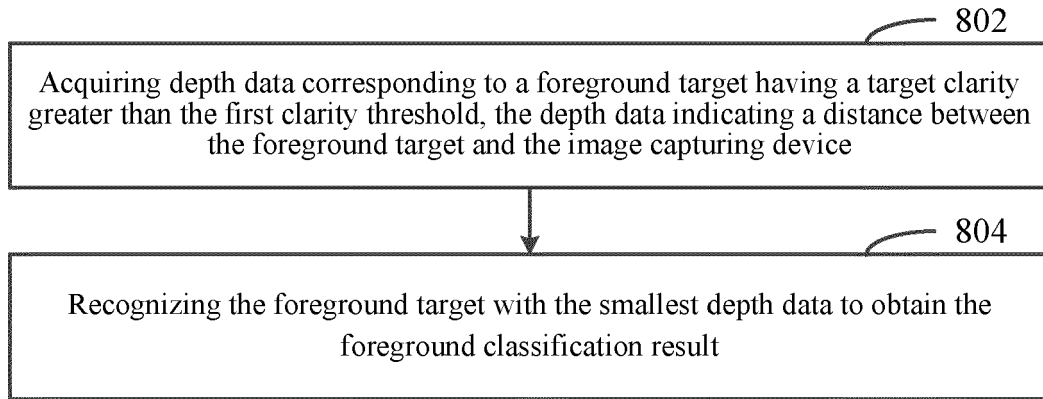 802
Acquiring depth data corresponding to a foreground target having a target clarity
greater than the first clarity threshold, the depth data indicating a distance between
the foreground target and the image capturing device
804
Recognizing the foreground target with the smallest depth data to obtain the
foreground classification result